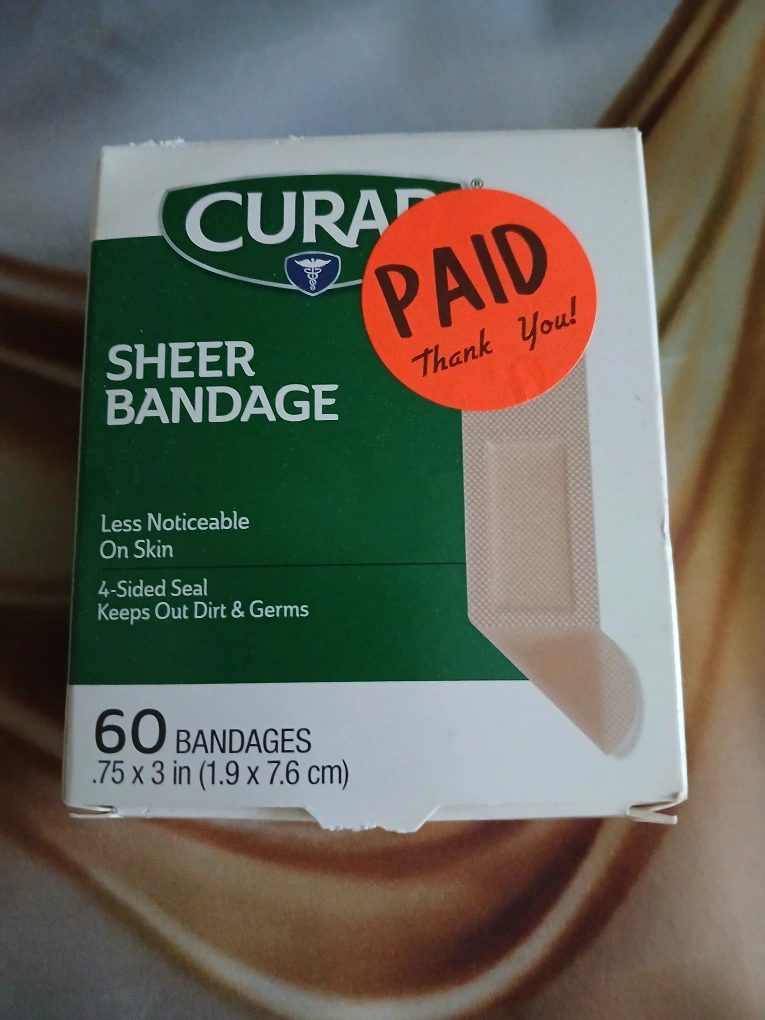 CURAD
®
PAID
Thank You!
SHEER
BANDAGE
Less Noticeable
On Skin
4-Sided Seal
Keeps Out Dirt & Germs
60 BANDAGES
.75 x 3 in (1.9 x 7.6 cm)